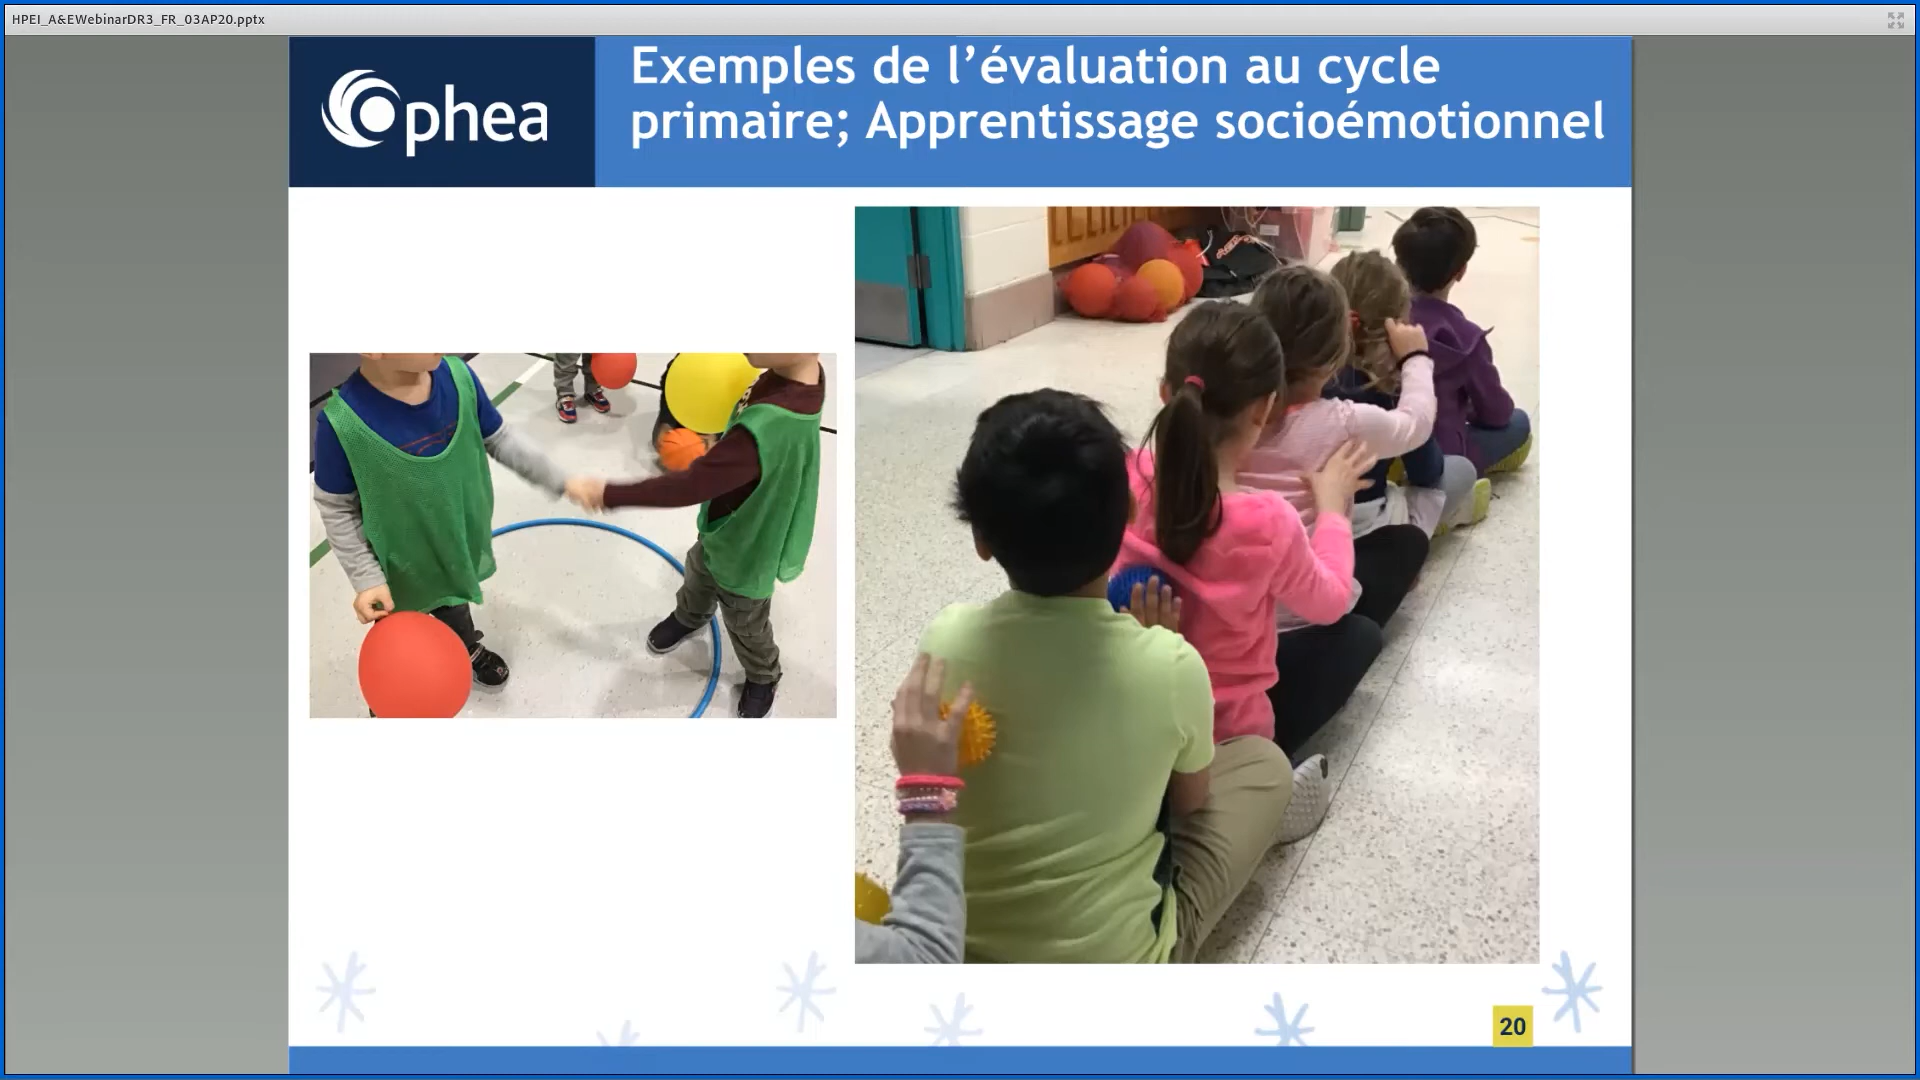 HPEI_A&EWebinarDR3_FR_03AP20.pptx
Ophea
Exemples de l’évaluation au cycle
primaire; Apprentissage socioémotionnel
20